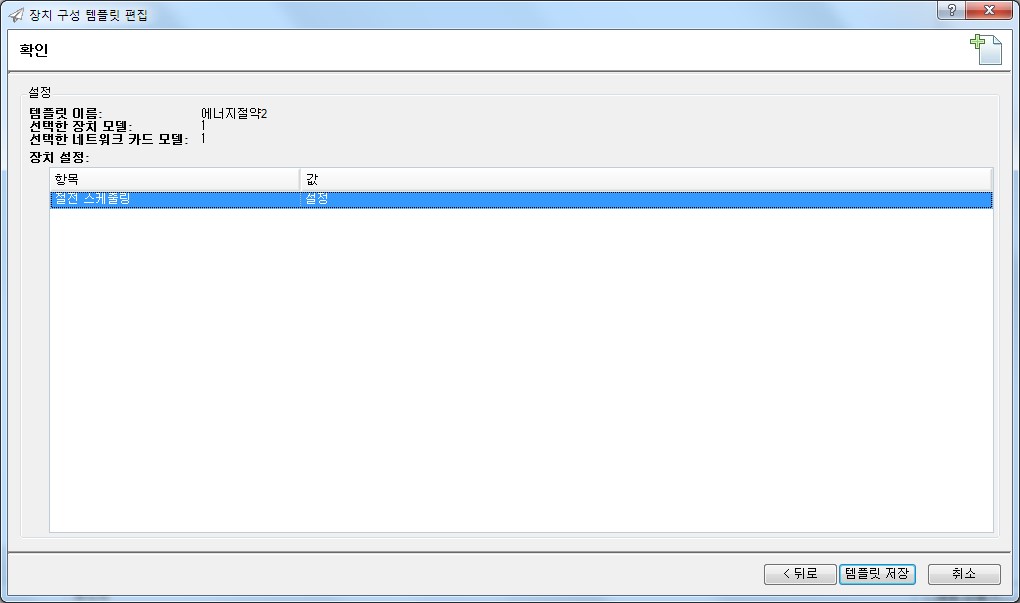 장치 구성 템플릿 편집
확인
설정
템플릿 이름: 에너지절약2
선택한 장치 모델: 1
선택한 네트워크 카드 모델: 1
장치 설정:
항목 값
절전 스케줄링 설정
< 뒤로 템플릿 저장 취소